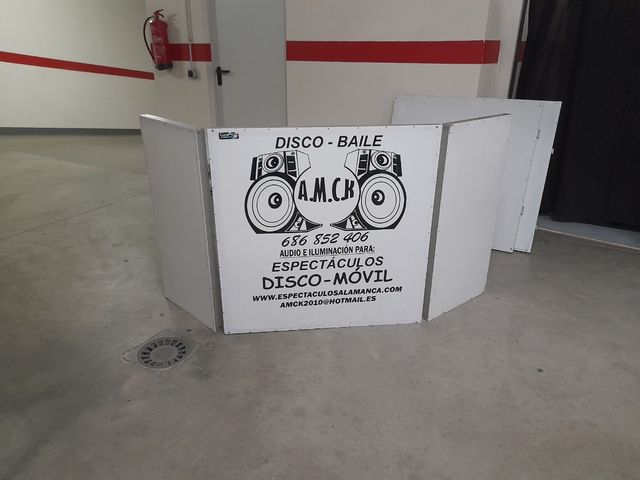 DISCO - BAILE
A.M.C.K
686 852 406
AUDIO E ILUMINACIÓN PARA:
ESPECTÁCULOS
DISCO-MÓVIL
WWW.ESPECTACULOSALAMANCA.COM
AMCK2010@HOTMAIL.ES